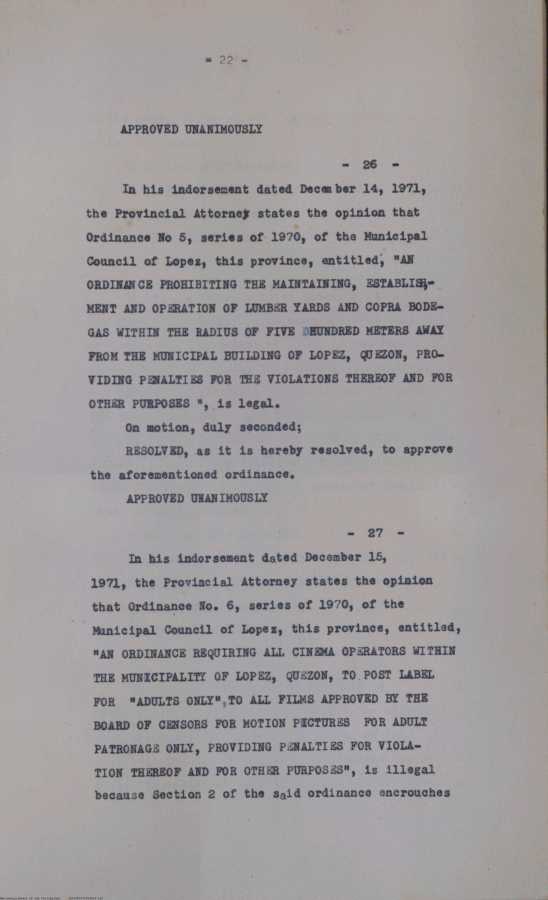 - 22 -
APPROVED UNANIMOUSLY
- 26 -
In his indorsement dated December 14, 1971,
the Provincial Attorney states the opinion that
Ordinance No 5, series of 1970, of the Municipal
Council of Lopez, this province, entitled, "AN
ORDINANCE PROHIBITING THE MAINTAINING, ESTABLISH-
MENT AND OPERATION OF LUMBER YARDS AND COPRA BODE-
GAS WITHIN THE RADIUS OF FIVE HUNDRED METERS AWAY
FROM THE MUNICIPAL BUILDING OF LOPEZ, QUEZON, PRO-
VIDING PENALTIES FOR THE VIOLATIONS THEREOF AND FOR
OTHER PURPOSES ", is legal.
On motion, duly seconded;
RESOLVED, as it is hereby resolved, to approve
the aforementioned ordinance.
APPROVED UNANIMOUSLY
- 27 -
In his indorsement dated December 15,
1971, the Provincial Attorney states the opinion
that Ordinance No. 6, series of 1970, of the
Municipal Council of Lopez, this province, entitled,
"AN ORDINANCE REQUIRING ALL CINEMA OPERATORS WITHIN
THE MUNICIPALITY OF LOPEZ, QUEZON, TO POST LABEL
FOR "ADULTS ONLY", TO ALL FILMS APPROVED BY THE
BOARD OF CENSORS FOR MOTION PICTURES FOR ADULT
PATRONAGE ONLY, PROVIDING PENALTIES FOR VIOLA-
TION THEREOF AND FOR OTHER PURPOSES", is illegal
because Section 2 of the said ordinance encrouches